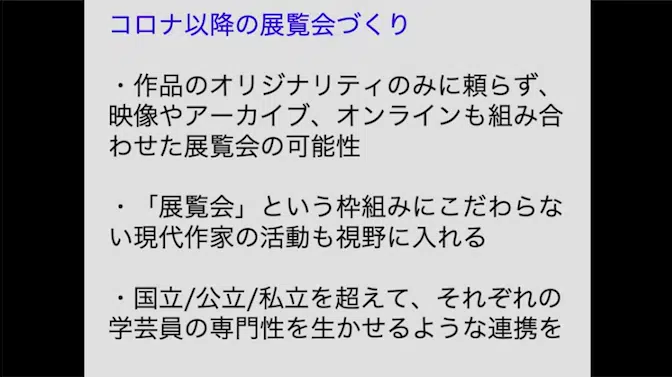 コロナ以降の展覧会づくり
・作品のオリジナリティのみに頼らず、
映像やアーカイブ、オンラインも組み合
わせた展覧会の可能性
・「展覧会」という枠組みにこだわらな
い現代作家の活動も視野に入れる
・国立/公立/私立を超えて、それぞれの
学芸員の専門性を生かせるような連携を